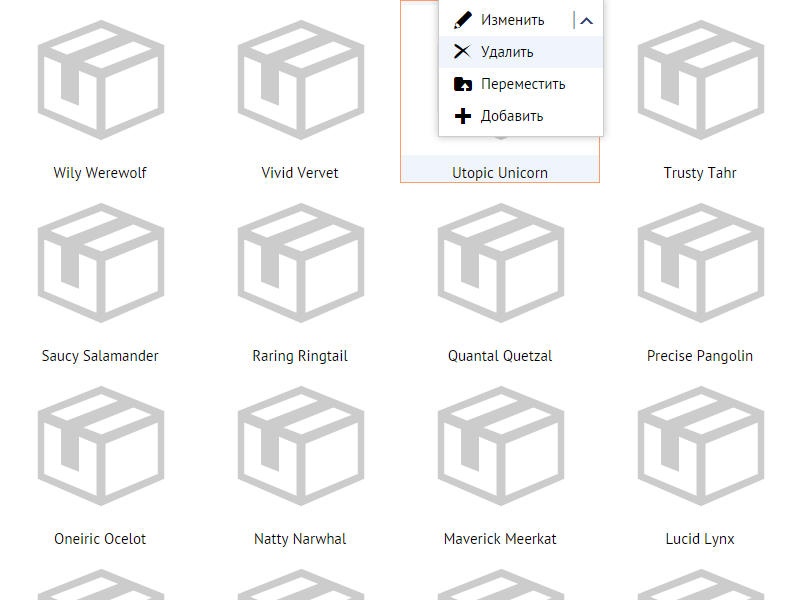 Изменить
Удалить
Переместить
Добавить
Wily Werewolf
Vivid Vervet
Utopic Unicorn
Trusty Tahr
Saucy Salamander
Raring Ringtail
Quantal Quetzal
Precise Pangolin
Oneiric Ocelot
Natty Narwhal
Maverick Meerkat
Lucid Lynx